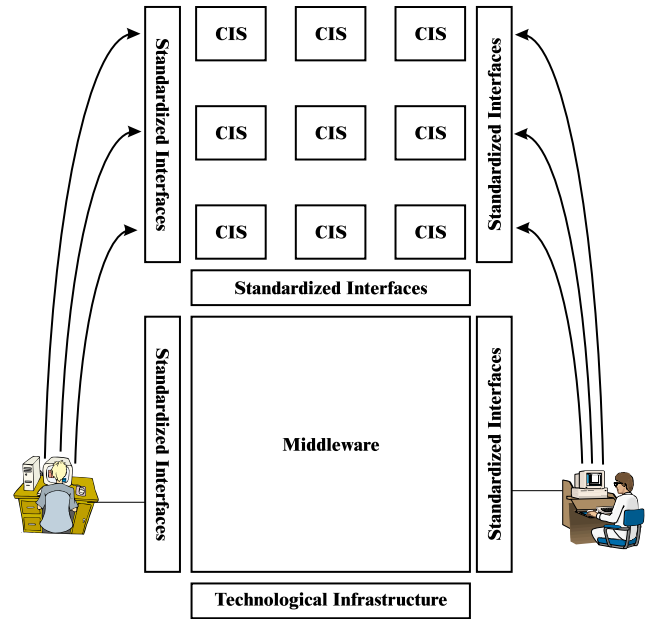 Standardized Interfaces
CIS
CIS
CIS
Standardized Interfaces
CIS
CIS
CIS
CIS
CIS
CIS
Standardized Interfaces
Standardized Interfaces
Middleware
Standardized Interfaces
Technological Infrastructure